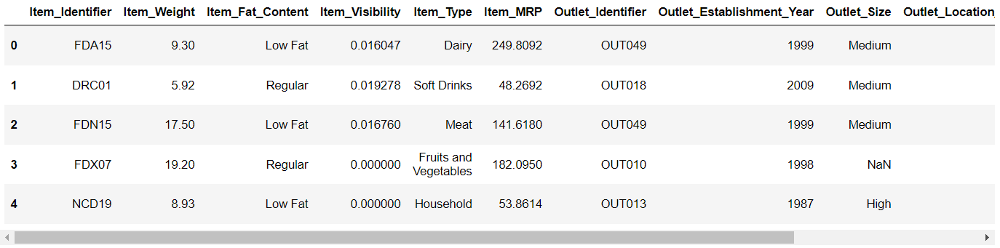 Item_Identifier Item_Weight Item_Fat_Content Item_Visibility Item_Type Item_MRP Outlet_Identifier Outlet_Establishment_Year Outlet_Size Outlet_Location_
0 FDA15 9.30 Low Fat 0.016047 Dairy 249.8092 OUT049 1999 Medium
1 DRC01 5.92 Regular 0.019278 Soft Drinks 48.2692 OUT018 2009 Medium
2 FDN15 17.50 Low Fat 0.016760 Meat 141.6180 OUT049 1999 Medium
3 FDX07 19.20 Regular 0.000000 Fruits and Vegetables 182.0950 OUT010 1998 NaN
4 NCD19 8.93 Low Fat 0.000000 Household 53.8614 OUT013 1987 High